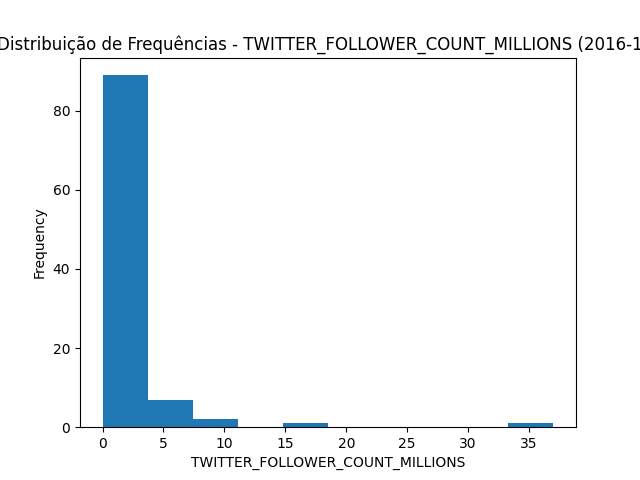 Distribuição de Frequências - TWITTER_FOLLOWER_COUNT_MILLIONS (2016-1
80
60
40
20
0
Frequency
0 5 10 15 20 25 30 35
TWITTER_FOLLOWER_COUNT_MILLIONS